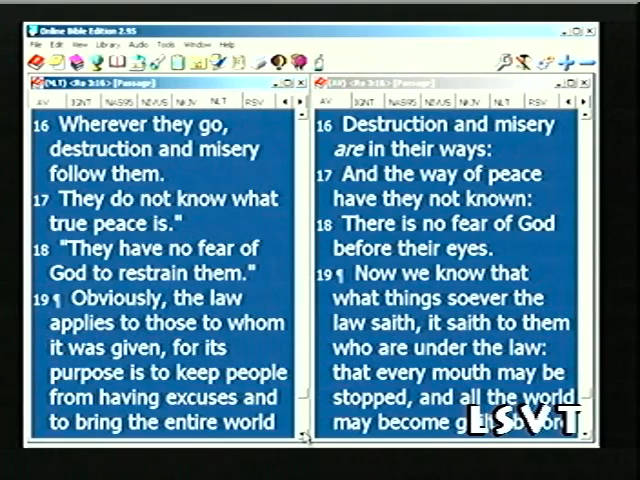 Online Bible Edition 2.95
File Edit View Library Audio Tools Window Help
(NLT) <Ro 3:16> [Passage]
AV IGNT NAS95 NIVUS NKJV NLT RSV
16 Wherever they go,
destruction and misery
follow them.
17 They do not know what
true peace is."
18 "They have no fear of
God to restrain them."
19 ¶ Obviously, the law
applies to those to whom
it was given, for its
purpose is to keep people
from having excuses and
to bring the entire world
(AV) <Ro 3:16> [Passage]
AV IGNT NAS95 NIVUS NKJV NLT RSV
16 Destruction and misery
are in their ways:
17 And the way of peace
have they not known:
18 There is no fear of God
before their eyes.
19 ¶ Now we know that
what things soever the
law saith, it saith to them
who are under the law:
that every mouth may be
stopped, and all the world
may become
LSVT